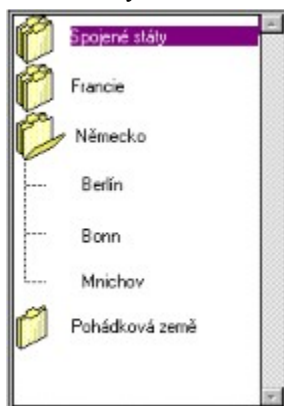 Spojené státy
Francie
Německo
Berlín
Bonn
Mnichov
Pohádková země